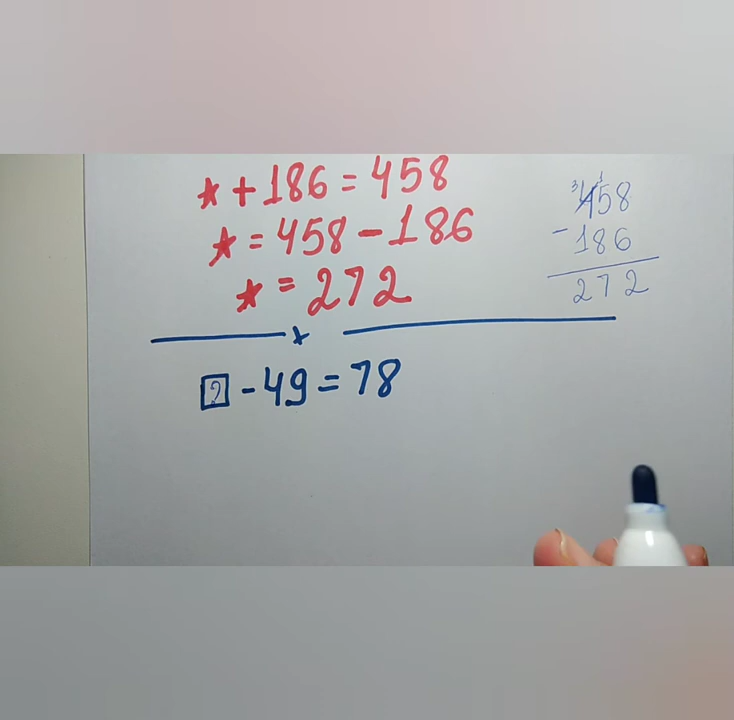 ★ + 186 = 458
★ = 458 - 186
★ = 272
3 1
458
- 186
272
x
? - 49 = 78